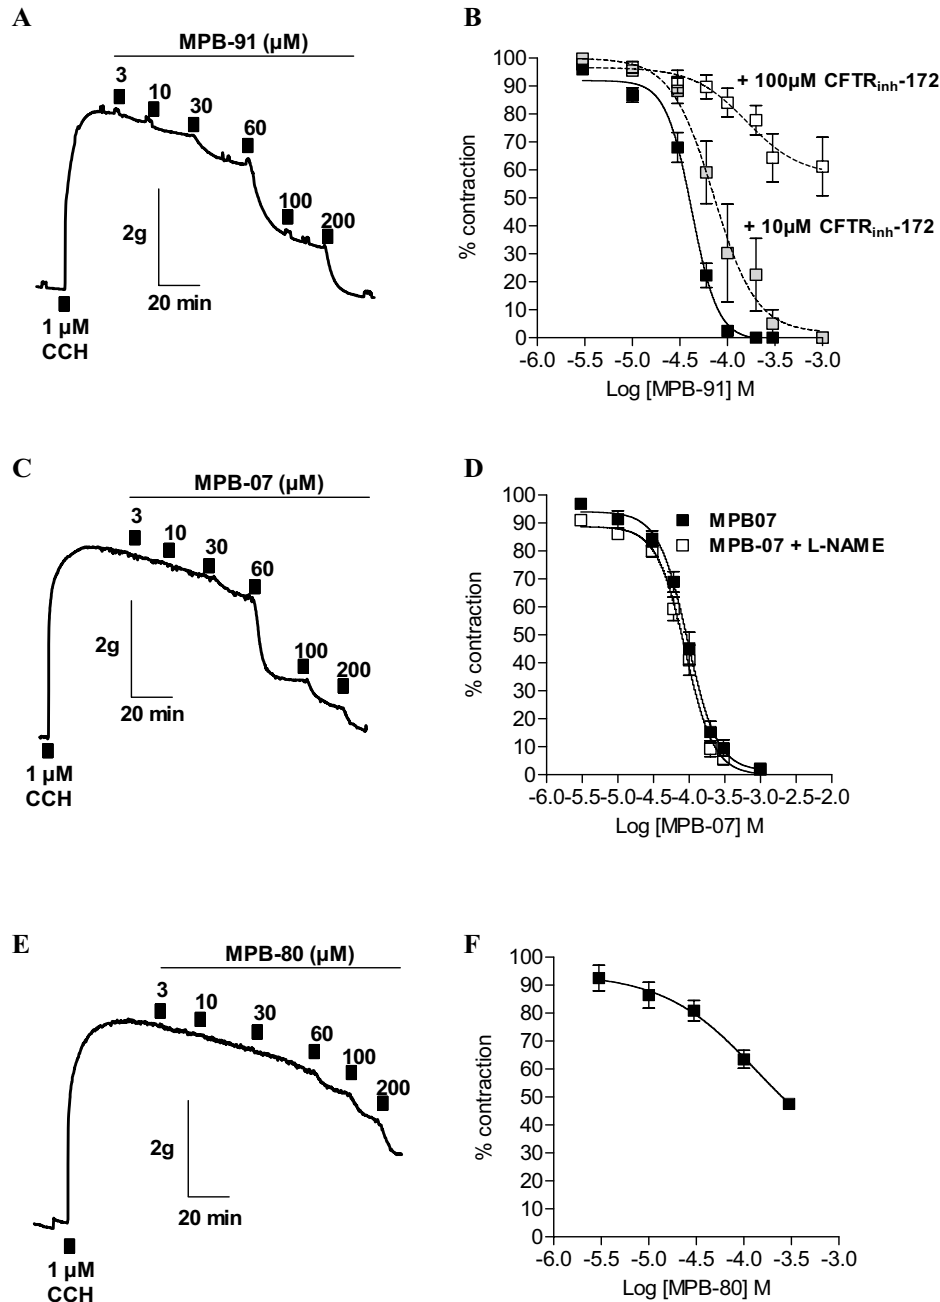 A
MPB-91 (µM)
3
10
30
60
100
200
2g
20 min
1 µM
CCH
B
100
90
80
70
60
50
40
30
20
10
0
% contraction
+ 100µM CFTRinh-172
+ 10µM CFTRinh-172
-6.0 -5.5 -5.0 -4.5 -4.0 -3.5 -3.0
Log [MPB-91] M
C
MPB-07 (µM)
3
10
30
60
100
200
2g
20 min
1 µM
CCH
D
100
90
80
70
60
50
40
30
20
10
0
% contraction
MPB07
MPB-07 + L-NAME
-6.0 -5.5 -5.0 -4.5 -4.0 -3.5 -3.0 -2.5 -2.0
Log [MPB-07] M
E
MPB-80 (µM)
3
10
30
60
100
200
2g
20 min
1 µM
CCH
F
100
90
80
70
60
50
40
30
20
10
0
% contraction
-6.0 -5.5 -5.0 -4.5 -4.0 -3.5 -3.0
Log [MPB-80] M